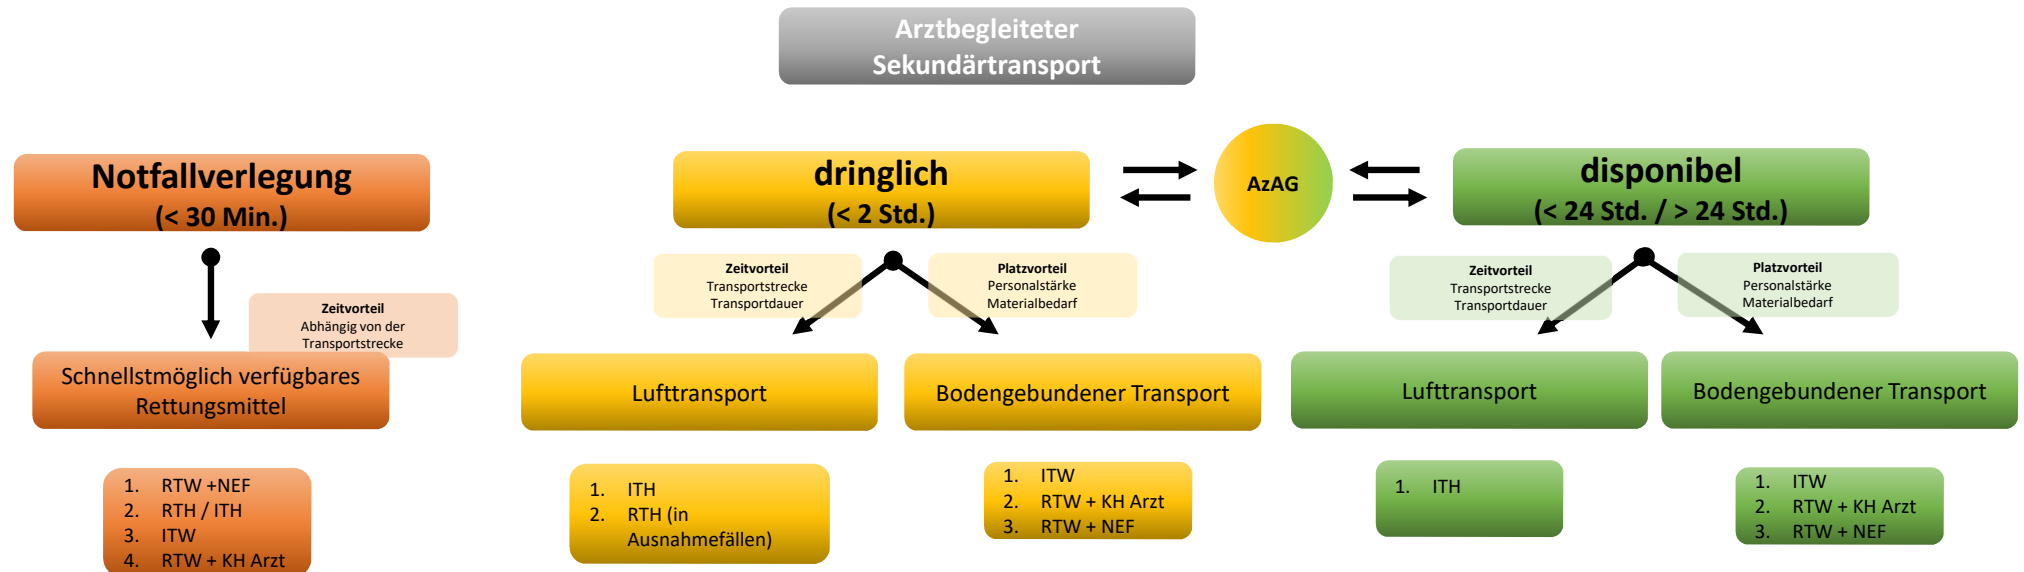 Arztbegleiteter
Sekundärtransport
Notfallverlegung
(< 30 Min.)
Zeitvorteil
Abhängig von der
Transportstrecke
Schnellstmöglich verfügbares
Rettungsmittel
1. RTW +NEF
2. RTH / ITH
3. ITW
4. RTW + KH Arzt
dringlich
(< 2 Std.)
Zeitvorteil
Transportstrecke
Transportdauer
Platzvorteil
Personalstärke
Materialbedarf
Lufttransport
1. ITH
2. RTH (in
Ausnahmefällen)
Bodengebundener Transport
1. ITW
2. RTW + KH Arzt
3. RTW + NEF
AzAG
disponibel
(< 24 Std. / > 24 Std.)
Zeitvorteil
Transportstrecke
Transportdauer
Platzvorteil
Personalstärke
Materialbedarf
Lufttransport
1. ITH
Bodengebundener Transport
1. ITW
2. RTW + KH Arzt
3. RTW + NEF